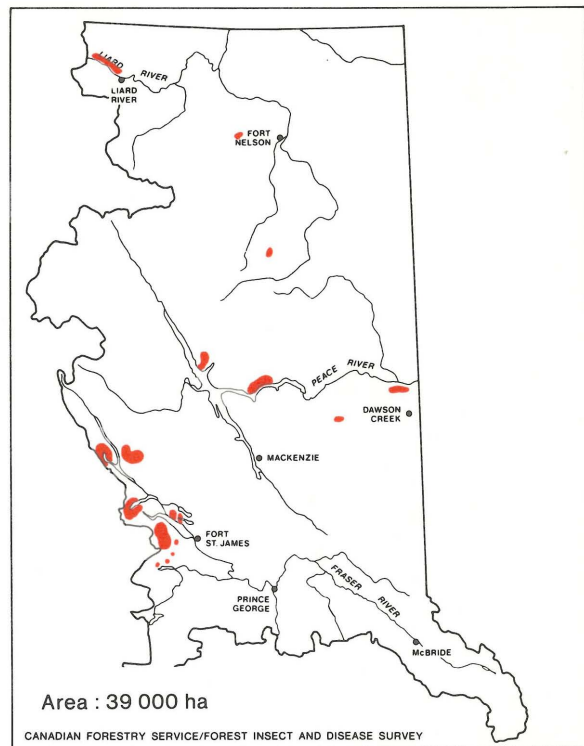 LIARD
RIVER
LIARD
RIVER
FORT
NELSON
PEACE RIVER
DAWSON
CREEK
MACKENZIE
FORT
ST. JAMES
FRASER
RIVER
PRINCE
GEORGE
McBRIDE
Area : 39 000 ha
CANADIAN FORESTRY SERVICE/FOREST INSECT AND DISEASE SURVEY